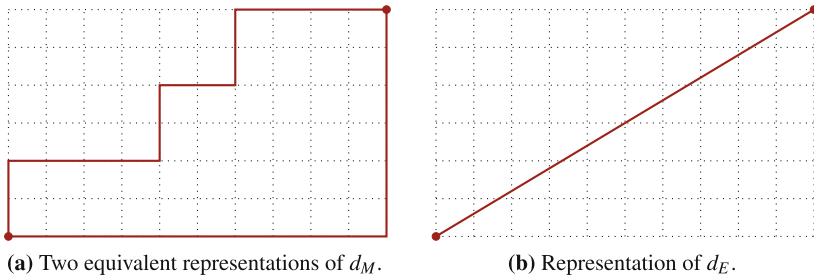 (a) Two equivalent representations of d_M.
(b) Representation of d_E.